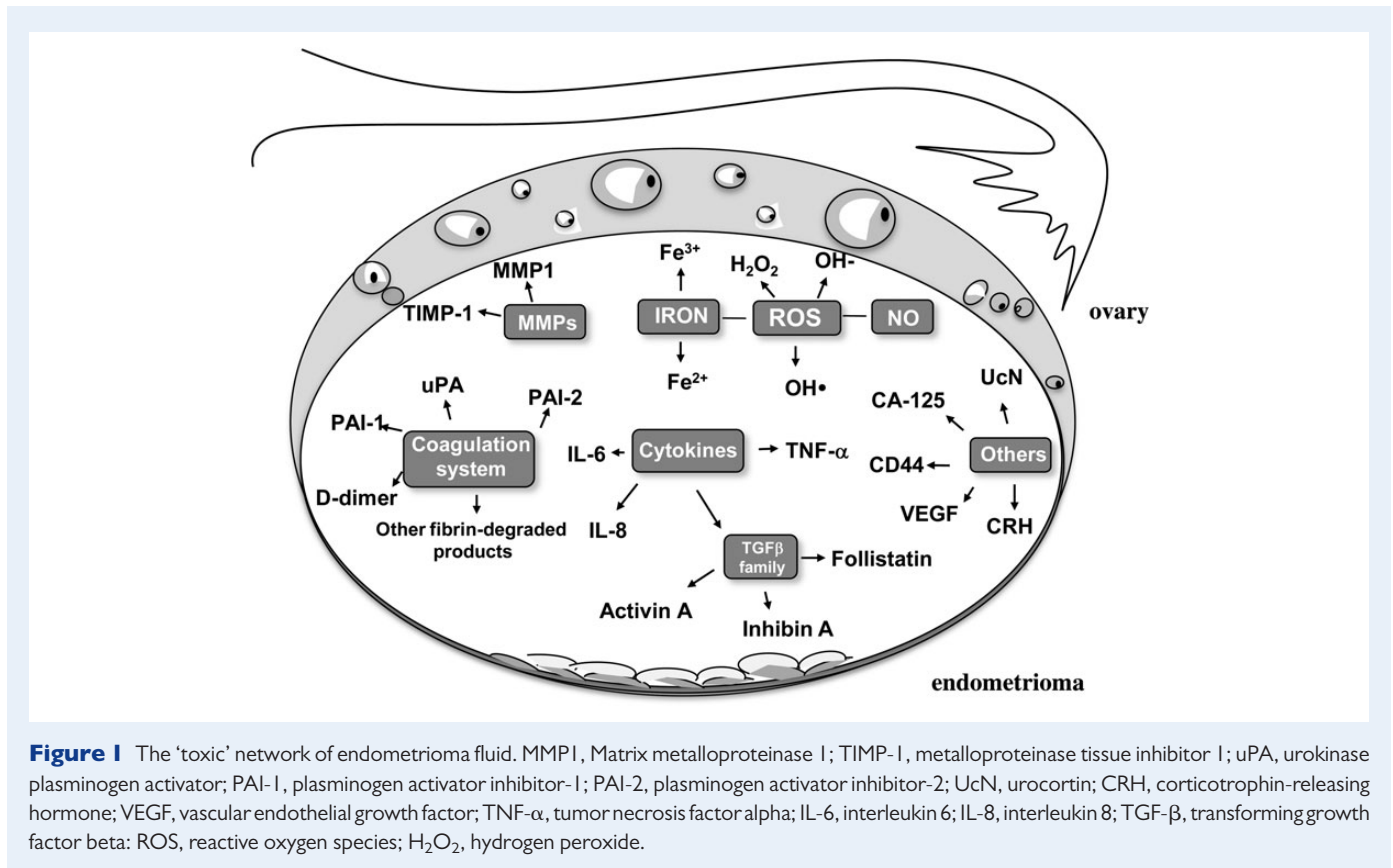 Fe³⁺
H₂O₂
OH-
MMP1
TIMP-1
MMPs
IRON
ROS
NO
ovary
Fe²⁺
OH•
uPA
PAI-2
PAI-1
Coagulation
system
D-dimer
Other fibrin-degraded
products
IL-6
Cytokines
TNF-α
IL-8
UcN
CA-125
CD44
Others
VEGF
CRH
TGFβ
family
Follistatin
Activin A
Inhibin A
endometrioma
Figure 1 The ‘toxic’ network of endometrioma fluid. MMP1, Matrix metalloproteinase 1; TIMP-1, metalloproteinase tissue inhibitor 1; uPA, urokinase
plasminogen activator; PAI-1, plasminogen activator inhibitor-1; PAI-2, plasminogen activator inhibitor-2; UcN, urocortin; CRH, corticotrophin-releasing
hormone; VEGF, vascular endothelial growth factor; TNF-α, tumor necrosis factor alpha; IL-6, interleukin 6; IL-8, interleukin 8; TGF-β, transforming growth
factor beta: ROS, reactive oxygen species; H₂O₂, hydrogen peroxide.